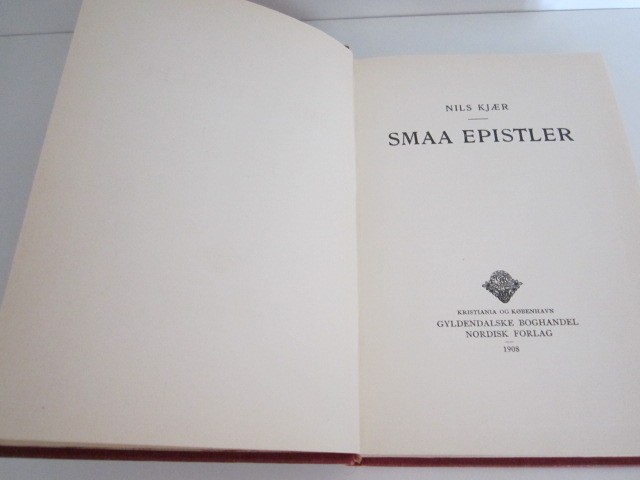 NILS KJÆR
SMAA EPISTLER
KRISTIANIA OG KØBENHAVN
GYLDENDALSKE BOGHANDEL
NORDISK FORLAG
1908